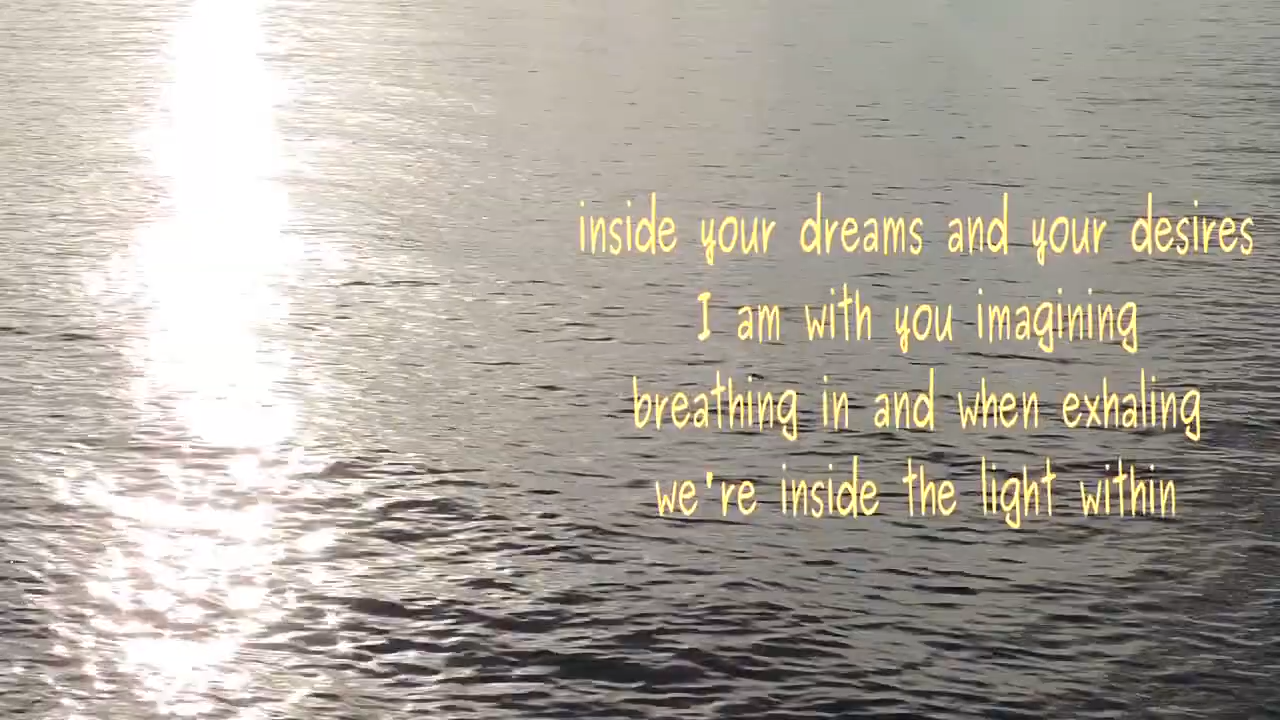 inside your dreams and your desires
I am with you imagining
breathing in and when exhaling
we're inside the light within